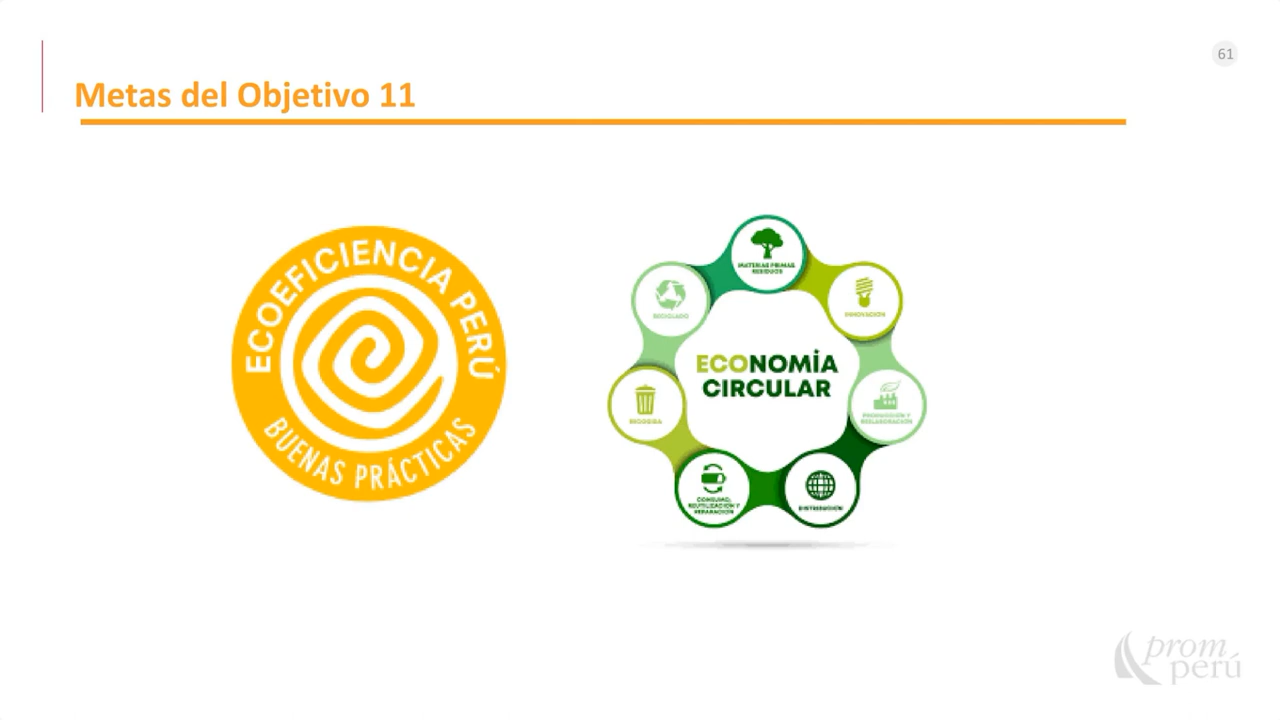 61
Metas del Objetivo 11
ECOEFICIENCIA PERÚ
BUENAS PRÁCTICAS
MATERIAS PRIMAS
RESIDUOS
RECICLADO
INNOVACIÓN
ECONOMÍA
CIRCULAR
RECOGIDA
PRODUCCIÓN Y
REELABORACIÓN
CONSUMO,
REUTILIZACIÓN Y
REPARACIÓN
DISTRIBUCIÓN
prom
perú